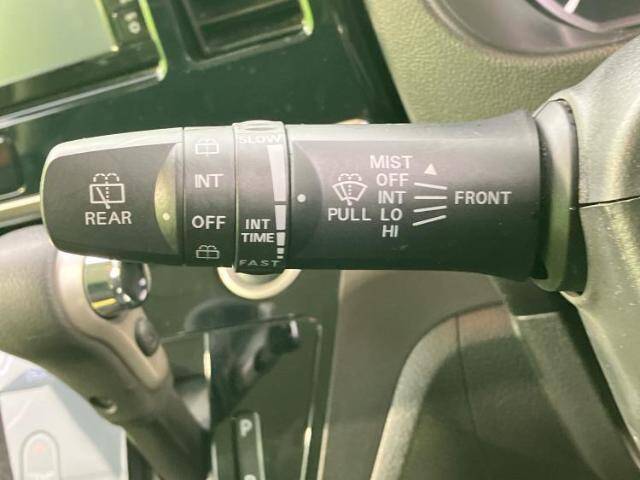 REAR
INT
OFF
SLOW
INT
TIME
FAST
PULL
MIST
OFF
INT
LO
HI
FRONT
P